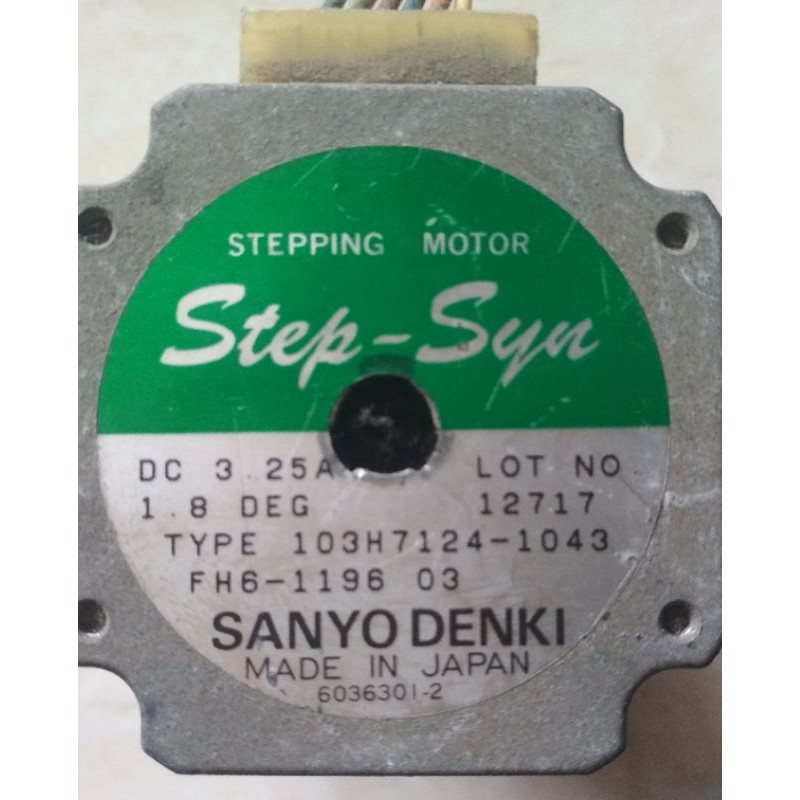 STEPPING MOTOR
Step-Syn
DC 3.25A LOT NO
1.8 DEG 12717
TYPE 103H7124-1043
FH6-1196 03
SANYO DENKI
MADE IN JAPAN
6036301-2